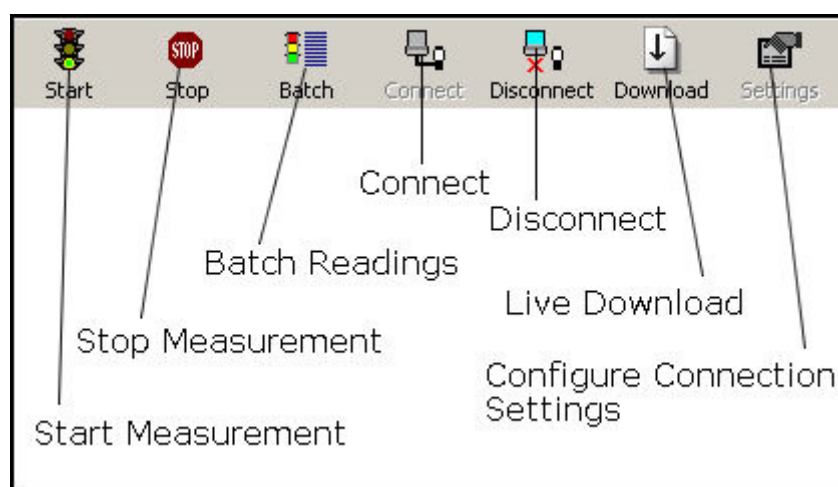 STOP
Start Stop Batch Connect Disconnect Download Settings
Connect
Disconnect
Batch Readings
Live Download
Stop Measurement
Configure Connection
Settings
Start Measurement